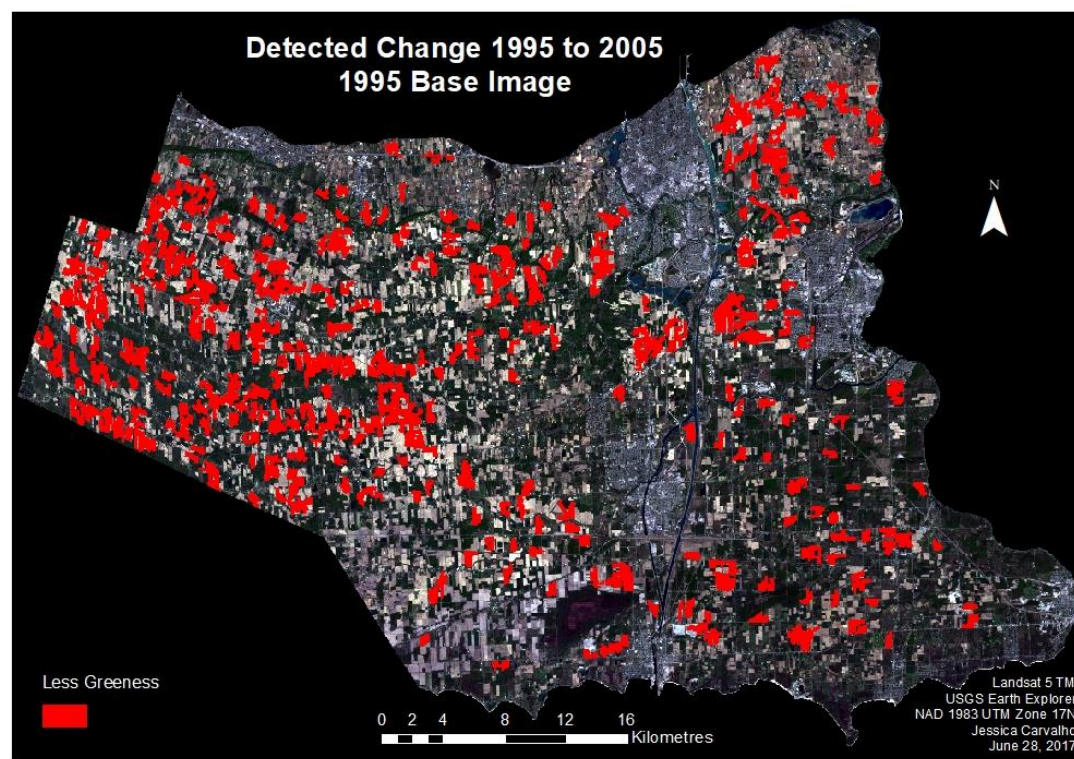 Detected Change 1995 to 2005
1995 Base Image
N
Less Greeness
0 2 4 8 12 16
Kilometres
Landsat 5 TM
USGS Earth Explorer
NAD 1983 UTM Zone 17N
Jessica Carvalho
June 28, 2017